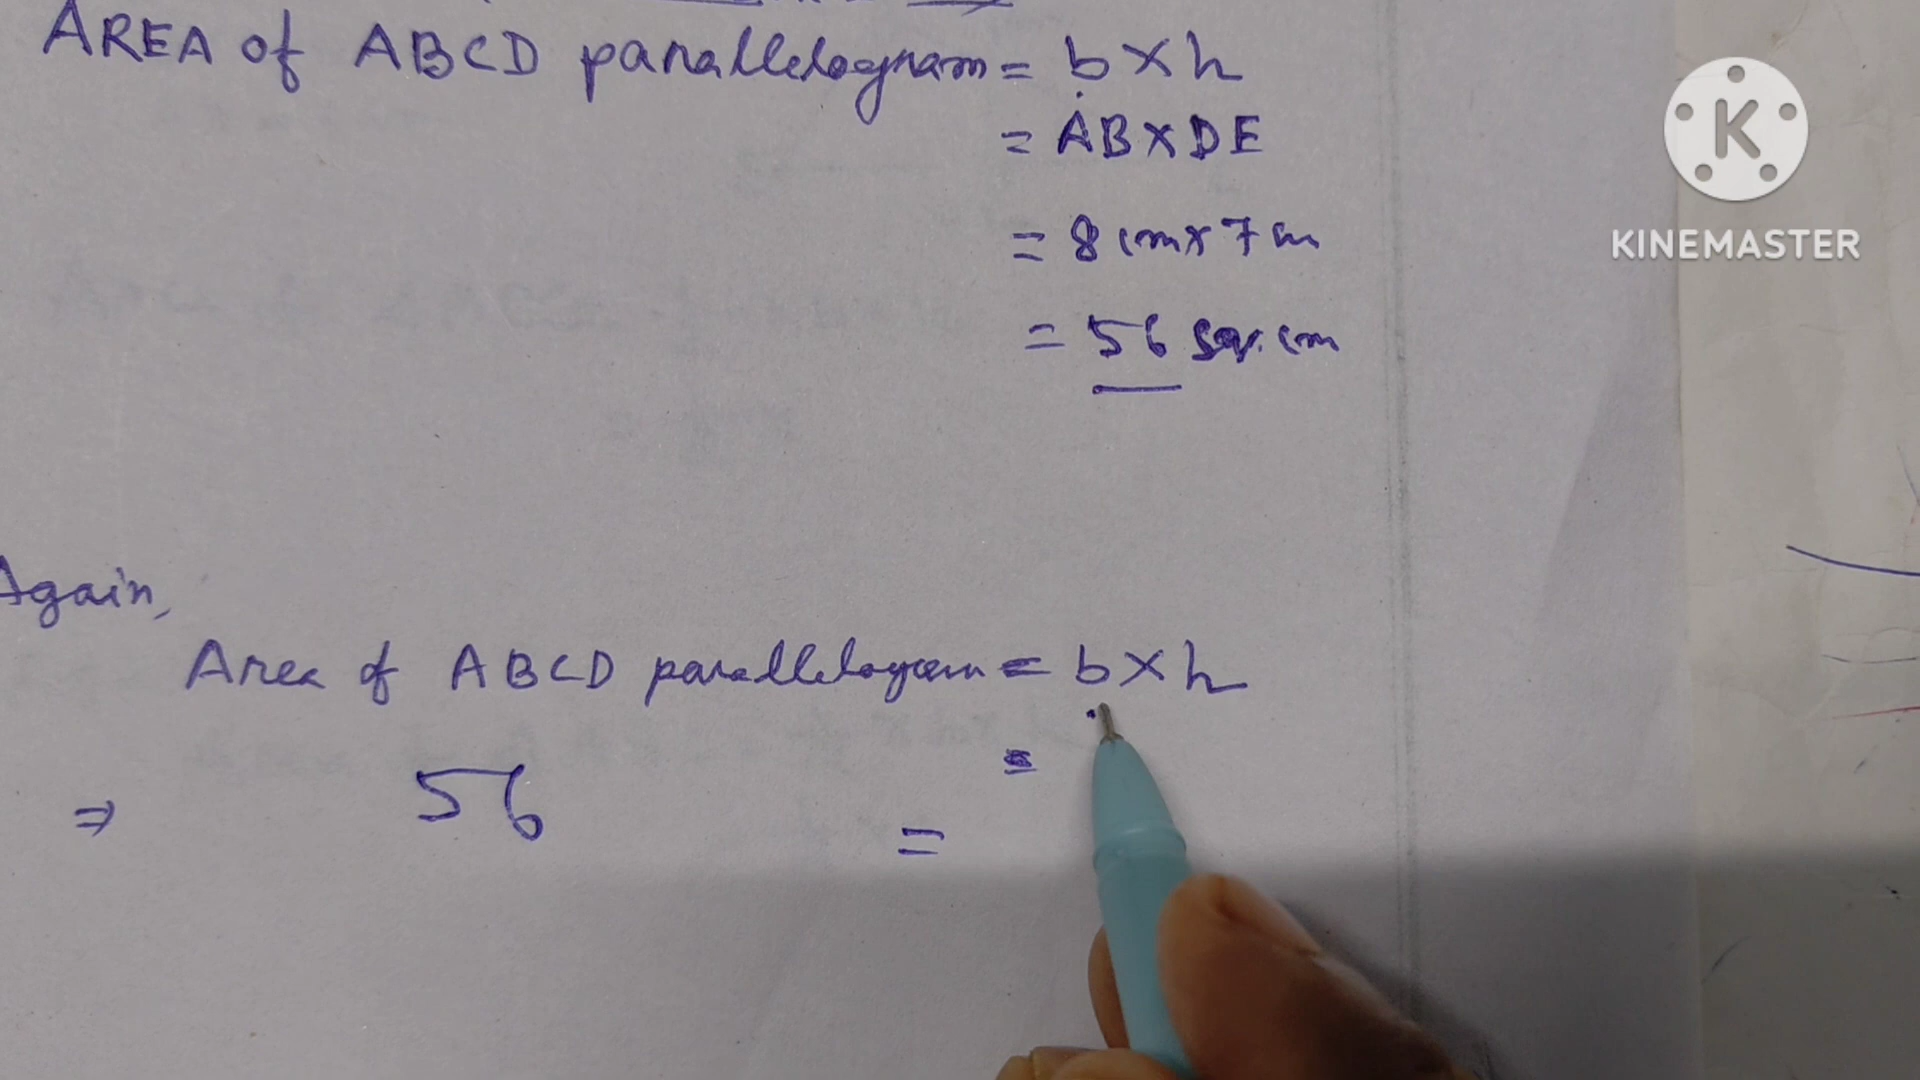 AREA of ABCD parallelogram = b × h
= AB × DE
= 8 cm × 7 cm
= 56 sq. cm
K
KINEMASTER
Again,
Area of ABCD parallelogram = b × h
=
⇒ 56 =